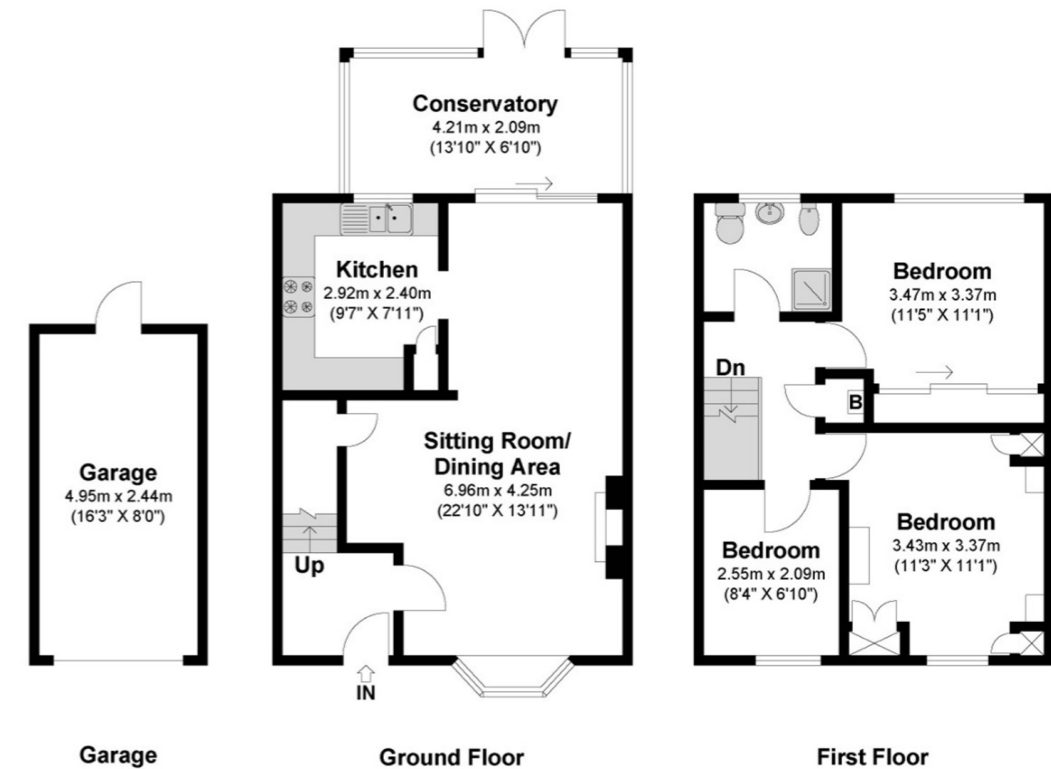 Conservatory
4.21m x 2.09m
(13'10" X 6'10")
Kitchen
2.92m x 2.40m
(9'7" X 7'11")
Sitting Room/
Dining Area
6.96m x 4.25m
(22'10" X 13'11")
Up
IN
Garage
4.95m x 2.44m
(16'3" X 8'0")
Bedroom
3.47m x 3.37m
(11'5" X 11'1")
Dn
B
Bedroom
3.43m x 3.37m
(11'3" X 11'1")
Bedroom
2.55m x 2.09m
(8'4" X 6'10")
Garage
Ground Floor
First Floor